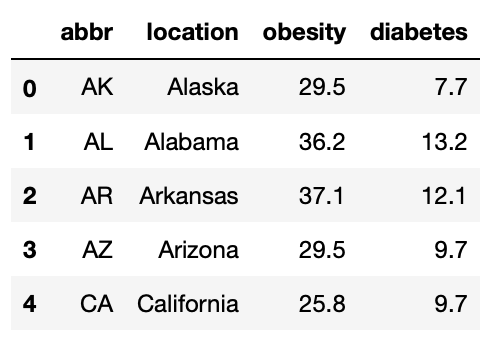 abbr location obesity diabetes
0 AK Alaska 29.5 7.7
1 AL Alabama 36.2 13.2
2 AR Arkansas 37.1 12.1
3 AZ Arizona 29.5 9.7
4 CA California 25.8 9.7